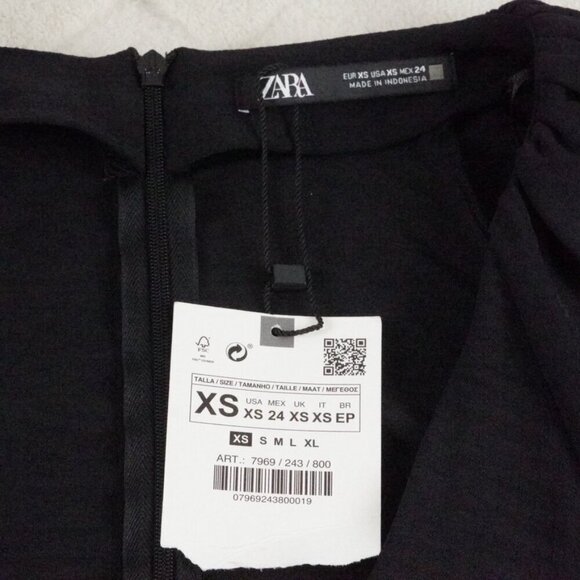 ZARA
EUR XS USA XS MEX 24
MADE IN INDONESIA
FSC
TALLA / SIZE / TAMANHO / TAILLE / MAAT / ΜΕΓΕΘΟΣ
USA MEX UK IT BR
XS XS 24 XS XS EP
XS S M L XL
ART.: 7969 / 243 / 800
07969243800019